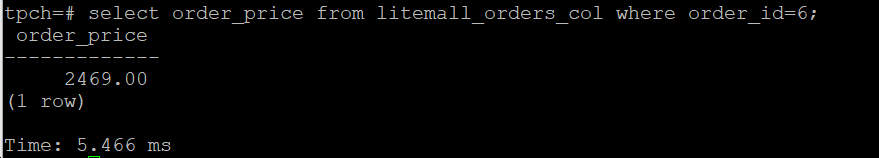 tpch=# select order_price from litemall_orders_col where order_id=6;
 order_price
-------------
     2469.00
(1 row)

Time: 5.466 ms